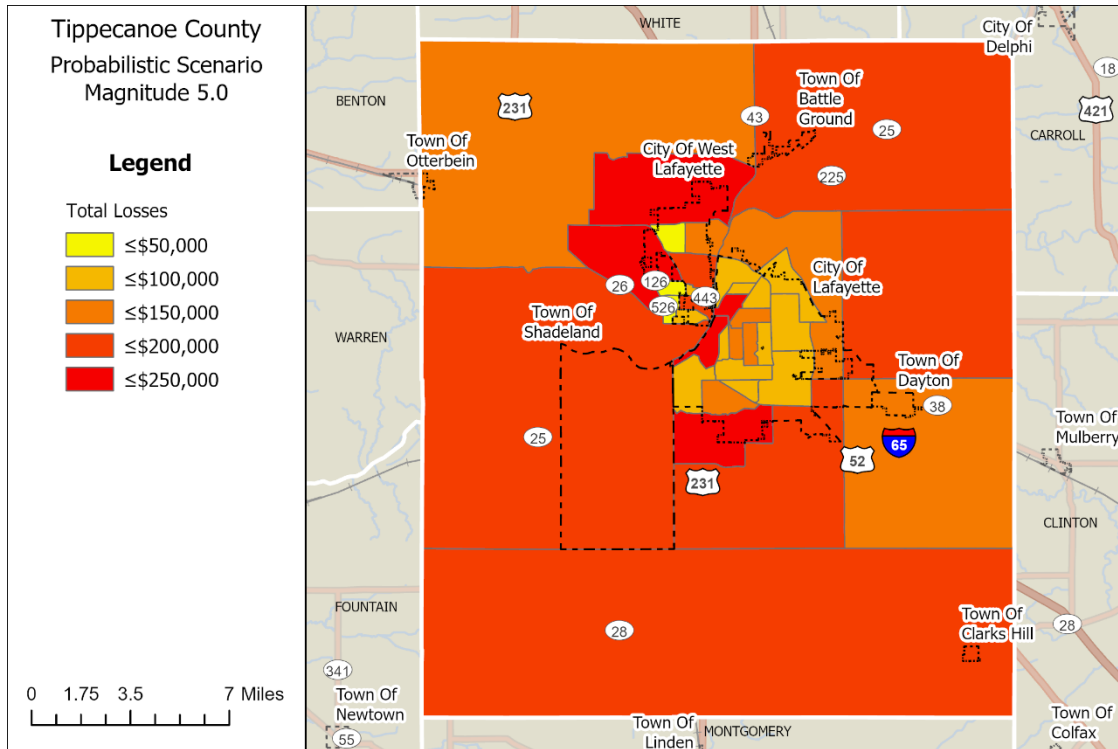 Tippecanoe County
Probabilistic Scenario
Magnitude 5.0
Legend
Total Losses
≤$50,000
≤$100,000
≤$150,000
≤$200,000
≤$250,000
0 1.75 3.5 7 Miles
WHITE
City Of
Delphi
18
421
BENTON
231
43
Town Of
Battle
Ground
25
CARROLL
Town Of
Otterbein
City Of West
Lafayette
225
26
126
526
443
City Of
Lafayette
Town Of
Shadeland
WARREN
Town Of
Dayton
38
Town Of
Mulberry
25
65
52
231
CLINTON
FOUNTAIN
28
Town Of
Clarks Hill
28
341
Town Of
Newtown
55
Town Of
Linden
MONTGOMERY
Town Of
Colfax